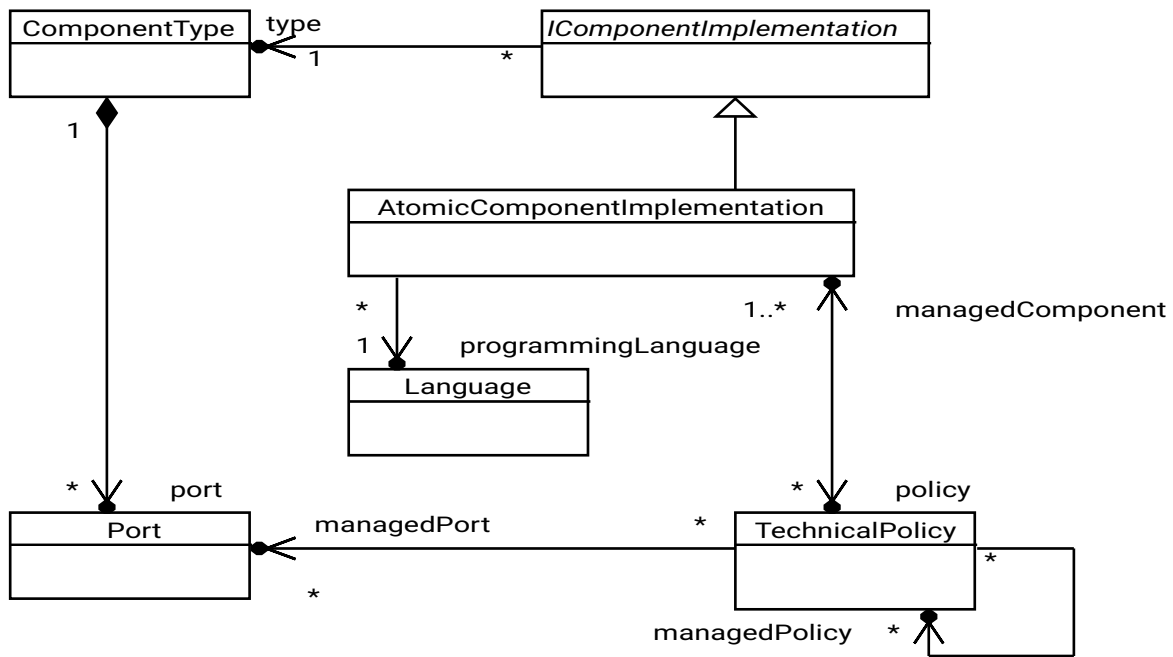 ComponentType
type
IComponentImplementation
1
*
1
AtomicComponentImplementation
*
1..*
managedComponent
1
programmingLanguage
Language
*
port
*
policy
Port
managedPort
*
TechnicalPolicy
*
*
managedPolicy
*